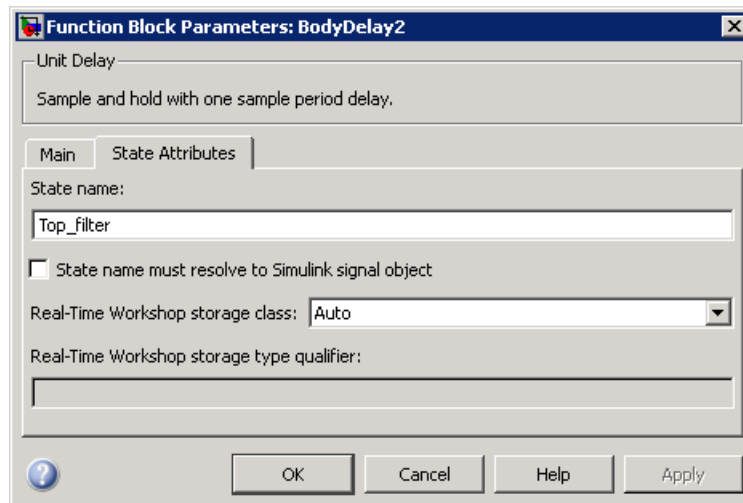 Function Block Parameters: BodyDelay2
Unit Delay
Sample and hold with one sample period delay.
Main State Attributes
State name:
Top_filter
State name must resolve to Simulink signal object
Real-Time Workshop storage class: Auto
Real-Time Workshop storage type qualifier:
OK Cancel Help Apply